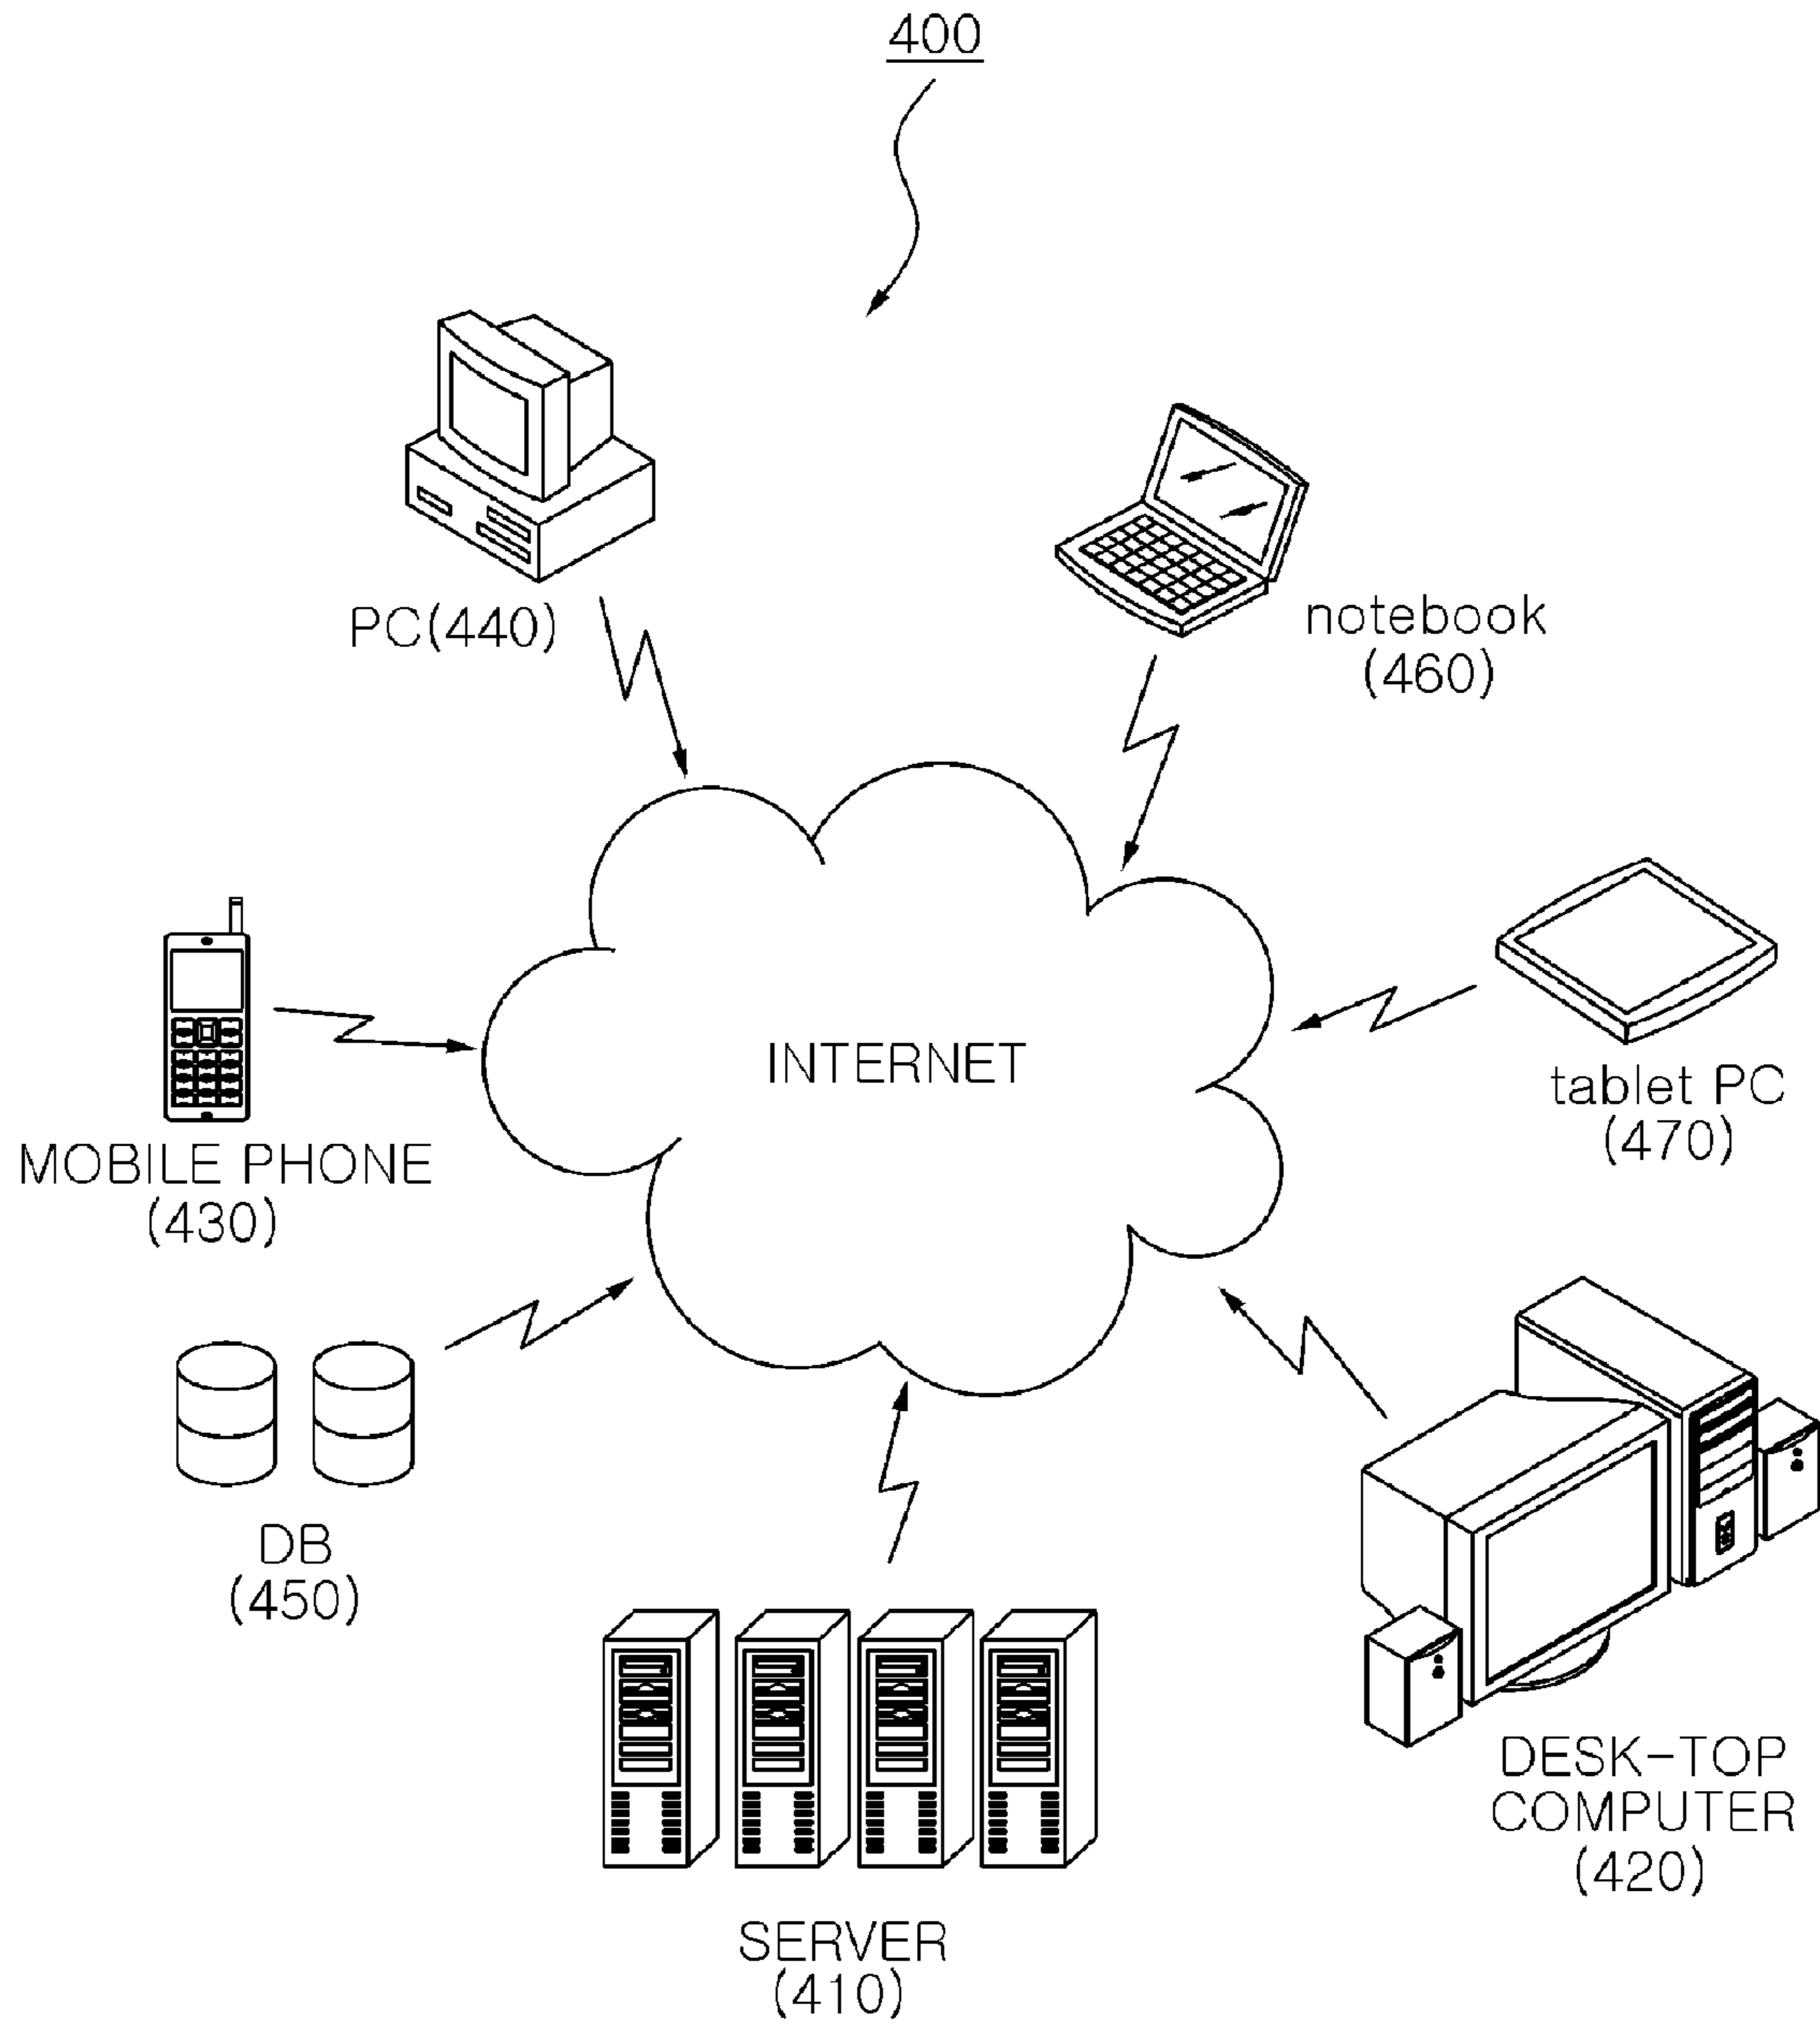 400
PC(440)
notebook
(460)
INTERNET
tablet PC
(470)
MOBILE PHONE
(430)
DB
(450)
DESK-TOP
COMPUTER
(420)
SERVER
(410)